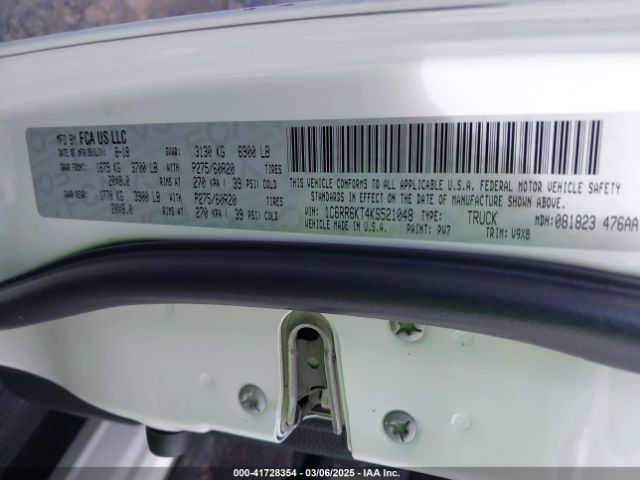 MFD BY FCA US LLC
DATE OF MFR(BUILD): 8-18 GVWR: 3130 KG 6900 LB
GAWR FRONT: 1679 KG 3700 LB WITH P275/60R20 TIRES
20X8.0 RIMS AT 270 KPA/ 39 PSI COLD
GAWR REAR: 1770 KG 3900 LB WITH P275/60R20 TIRES
20X8.0 RIMS AT 270 KPA/ 39 PSI COLD
THIS VEHICLE CONFORMS TO ALL APPLICABLE U.S.A. FEDERAL MOTOR VEHICLE SAFETY
STANDARDS IN EFFECT ON THE DATE OF MANUFACTURE SHOWN ABOVE.
VIN: 1C6RR6KT4KS521048 TYPE: TRUCK MDH: 081823 476AA
VEHICLE MADE IN U.S.A. PAINT: PW7 TRIM: V9X8
000-41728354 | 03/06/2025 | IAA Inc.